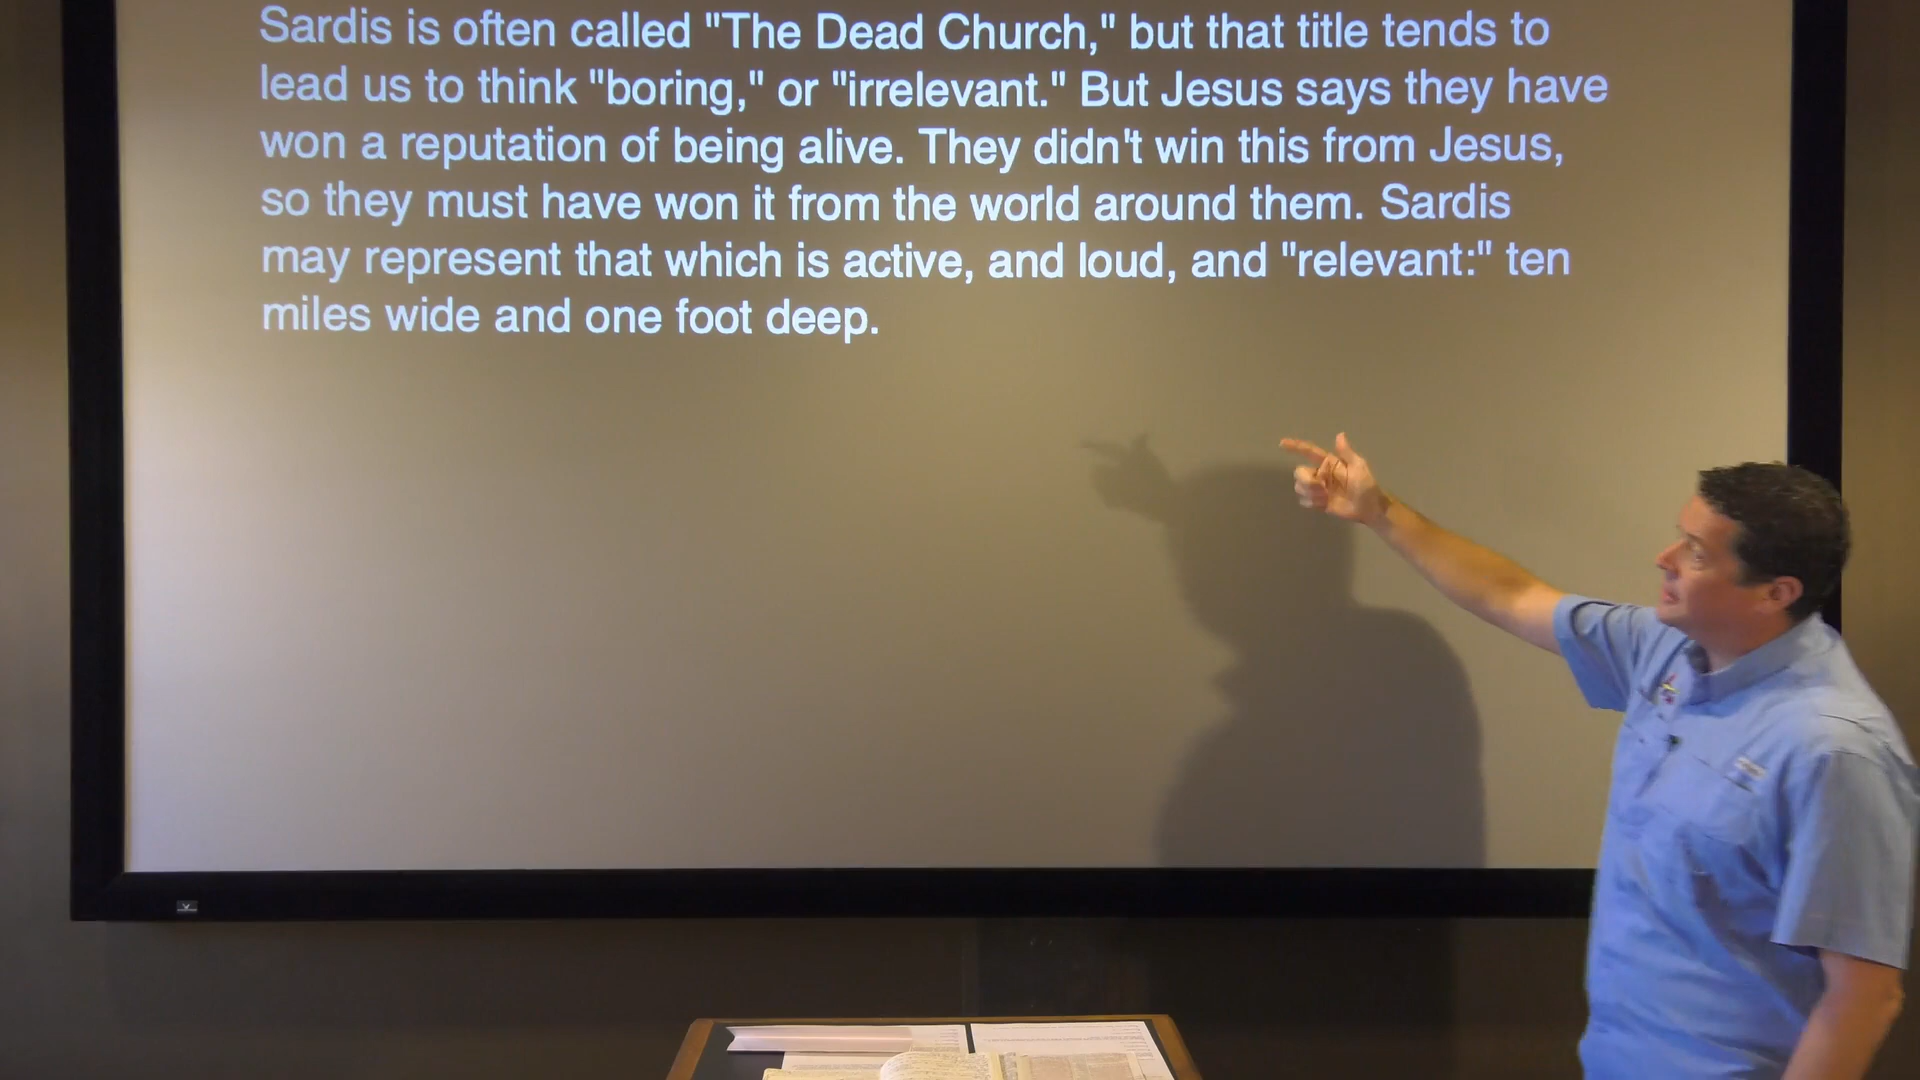 Sardis is often called "The Dead Church," but that title tends to
lead us to think "boring," or "irrelevant." But Jesus says they have
won a reputation of being alive. They didn't win this from Jesus,
so they must have won it from the world around them. Sardis
may represent that which is active, and loud, and "relevant:" ten
miles wide and one foot deep.